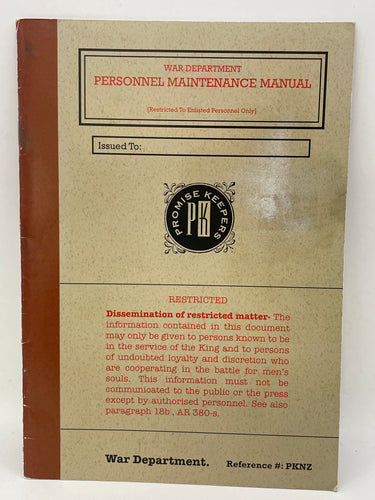 WAR DEPARTMENT
PERSONNEL MAINTENANCE MANUAL
[Restricted To Enlisted Personnel Only]
Issued To:
PROMISE KEEPERS
PK
RESTRICTED
Dissemination of restricted matter- The
information contained in this document
may only be given to persons known to be
in the service of the King and to persons
of undoubted loyalty and discretion who
are cooperating in the battle for men's
souls. This information must not be
communicated to the public or the press
except by authorised personnel. See also
paragraph 18b., AR 380-s.
War Department.
Reference #: PKNZ